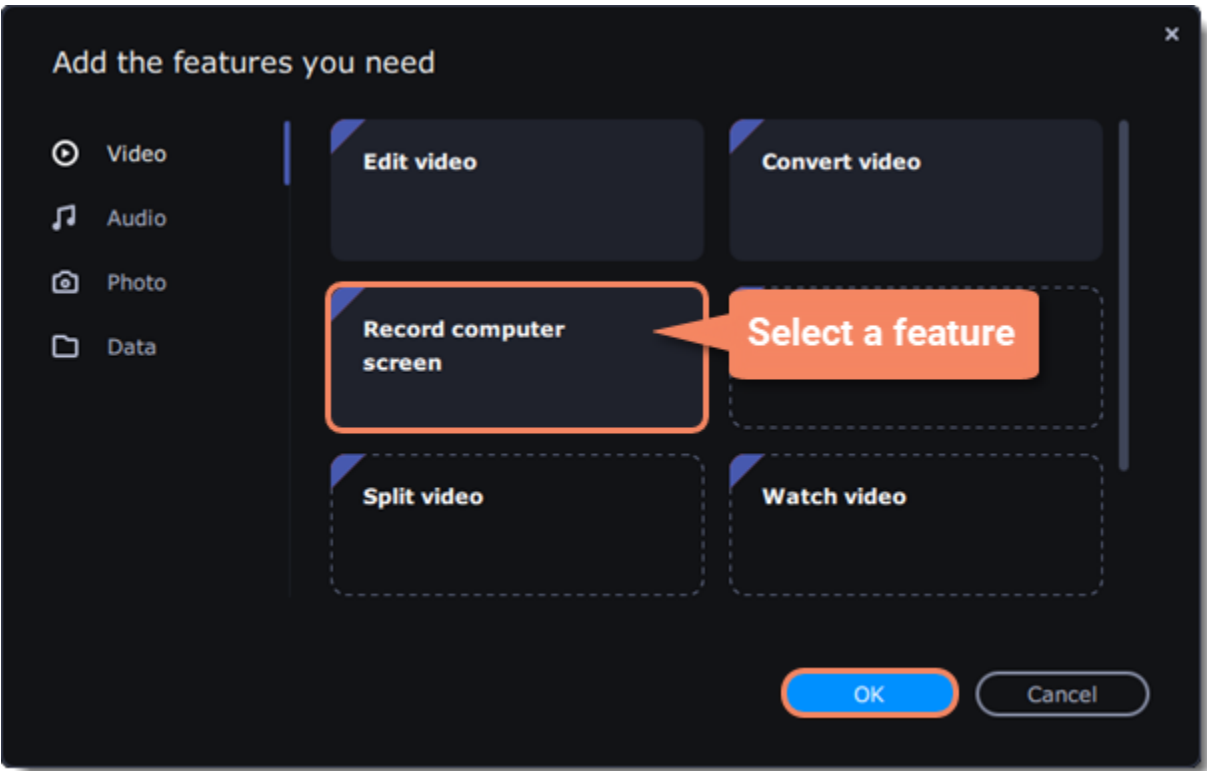 Add the features you need
Video
Audio
Photo
Data
Edit video
Convert video
Record computer
screen
Select a feature
Split video
Watch video
OK
Cancel